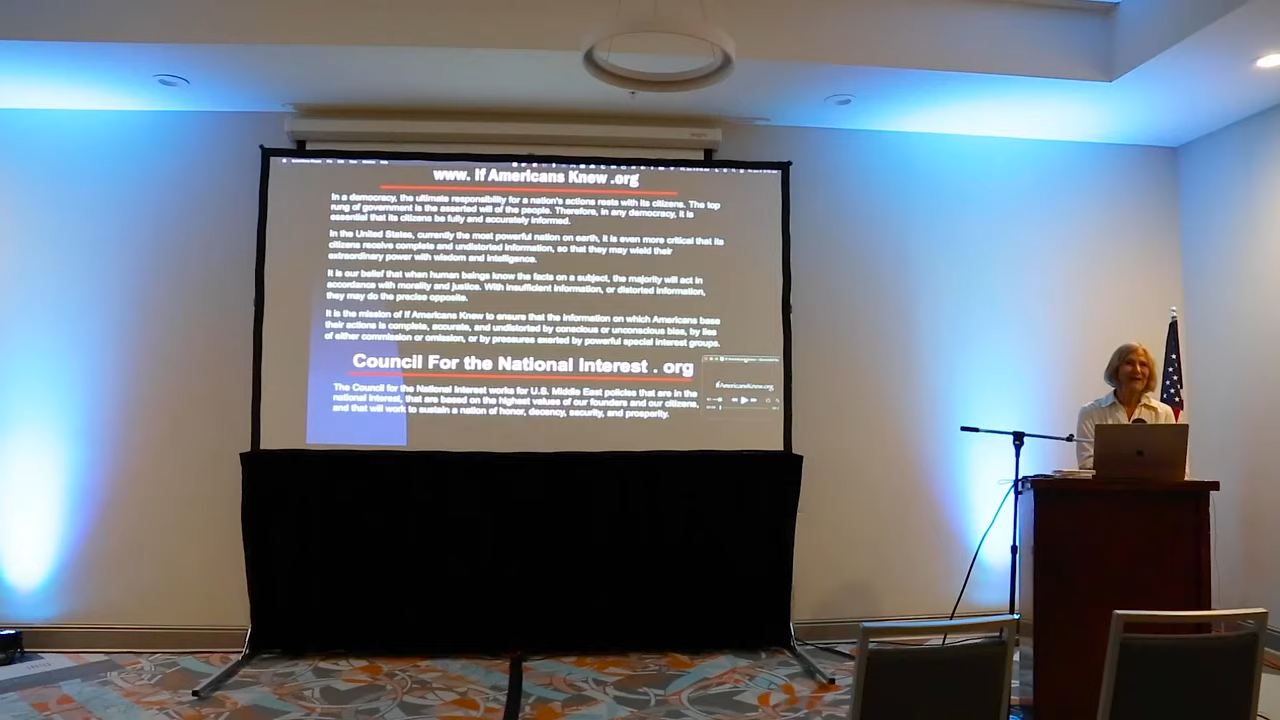 www. If Americans Knew .org
In a democracy, the ultimate responsibility for a nation's actions rests with its citizens. The top
rung of government is the asserted will of the people. Therefore, in any democracy, it is
essential that its citizens be fully and accurately informed.
In the United States, currently the most powerful nation on earth, it is even more critical that its
citizens receive complete and undistorted information, so that they may wield their
extraordinary power with wisdom and intelligence.
It is our belief that when human beings know the facts on a subject, the majority will act in
accordance with morality and justice. With insufficient information, or distorted information,
they may do the precise opposite.
It is the mission of If Americans Knew to ensure that the information on which Americans base
their actions is complete, accurate, and undistorted by conscious or unconscious bias, by lies
of either commission or omission, or by pressures exerted by powerful special interest groups.
Council For the National Interest . org
The Council for the National Interest works for U.S. Middle East policies that are in the
national interest, that are based on the highest values of our founders and our citizens,
and that will work to sustain a nation of honor, decency, security, and prosperity.
ifAmericansKnew.org